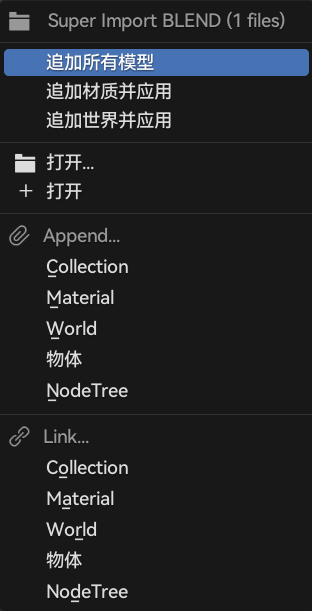 Super Import BLEND (1 files)
追加所有模型
追加材质并应用
追加世界并应用
打开...
打开
Append...
Collection
Material
World
物体
NodeTree
Link...
Collection
Material
World
物体
NodeTree